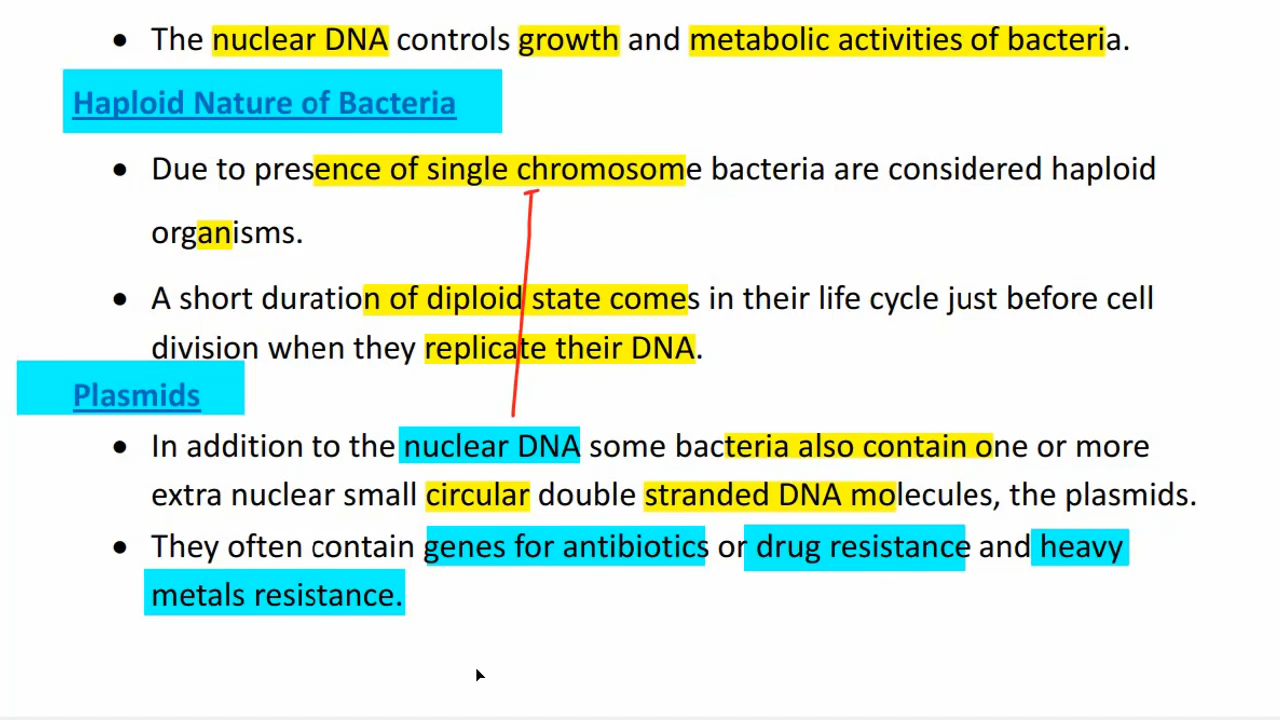 • The nuclear DNA controls growth and metabolic activities of bacteria.
Haploid Nature of Bacteria
• Due to presence of single chromosome bacteria are considered haploid
organisms.
• A short duration of diploid state comes in their life cycle just before cell
division when they replicate their DNA.
Plasmids
• In addition to the nuclear DNA some bacteria also contain one or more
extra nuclear small circular double stranded DNA molecules, the plasmids.
• They often contain genes for antibiotics or drug resistance and heavy
metals resistance.